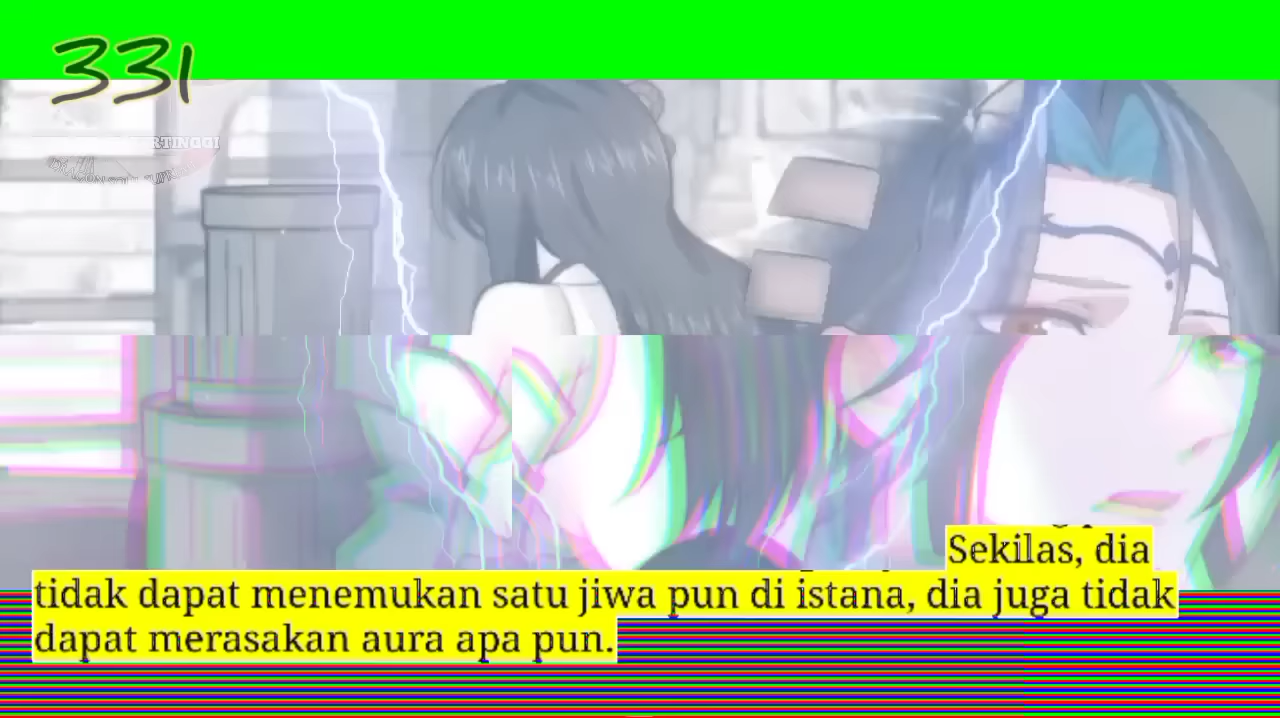 331
Sekilas, dia
tidak dapat menemukan satu jiwa pun di istana, dia juga tidak
dapat merasakan aura apa pun.